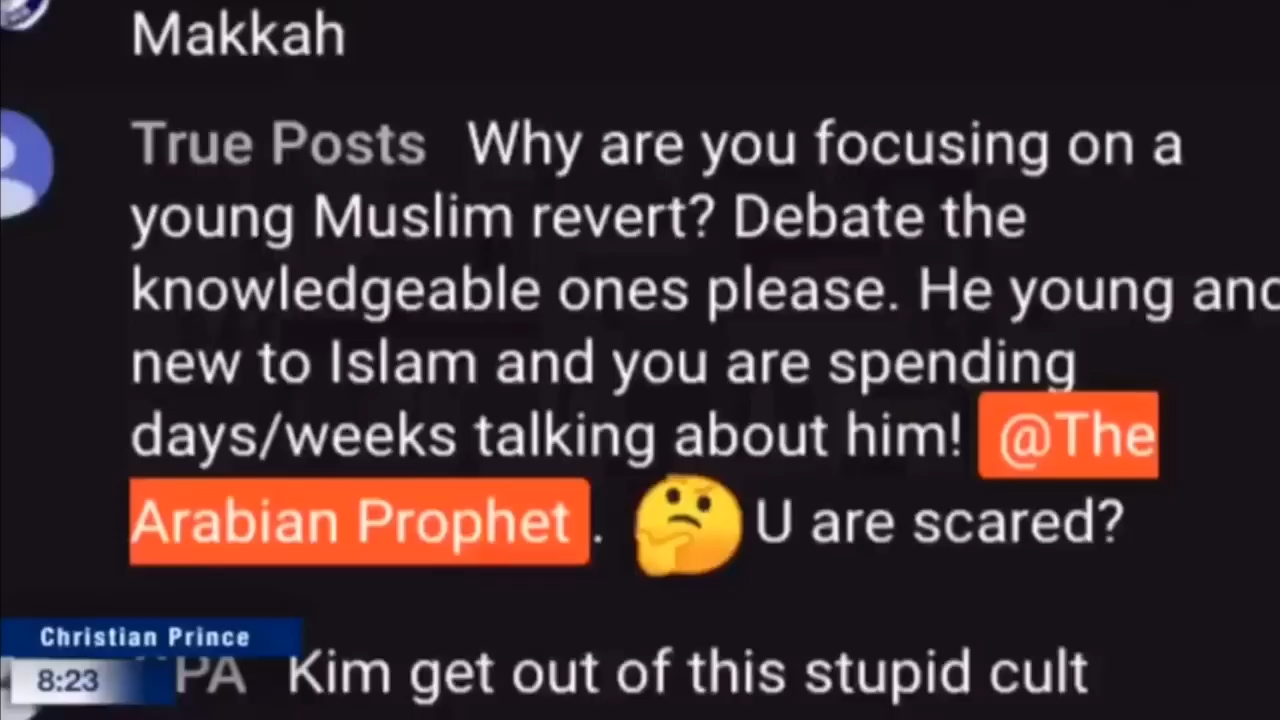 Makkah
True Posts Why are you focusing on a
young Muslim revert? Debate the
knowledgeable ones please. He young and
new to Islam and you are spending
days/weeks talking about him! @The
Arabian Prophet . 🤔 U are scared?
Christian Prince
8:23
PA Kim get out of this stupid cult